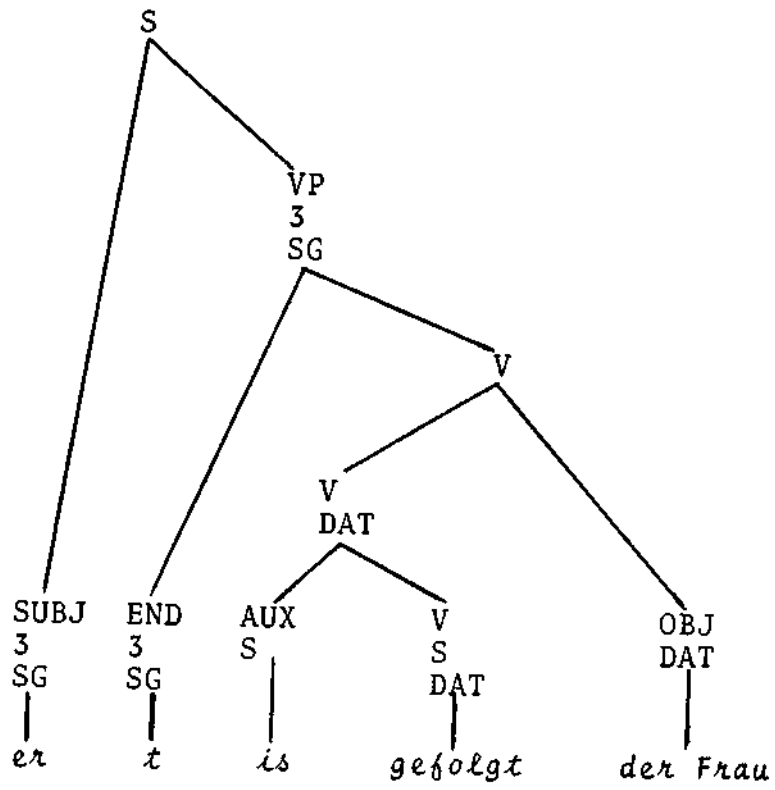 S
VP
3
SG
V
V
DAT
SUBJ END AUX V OBJ
3 3 S S DAT
SG SG DAT
er t is gefolgt der Frau